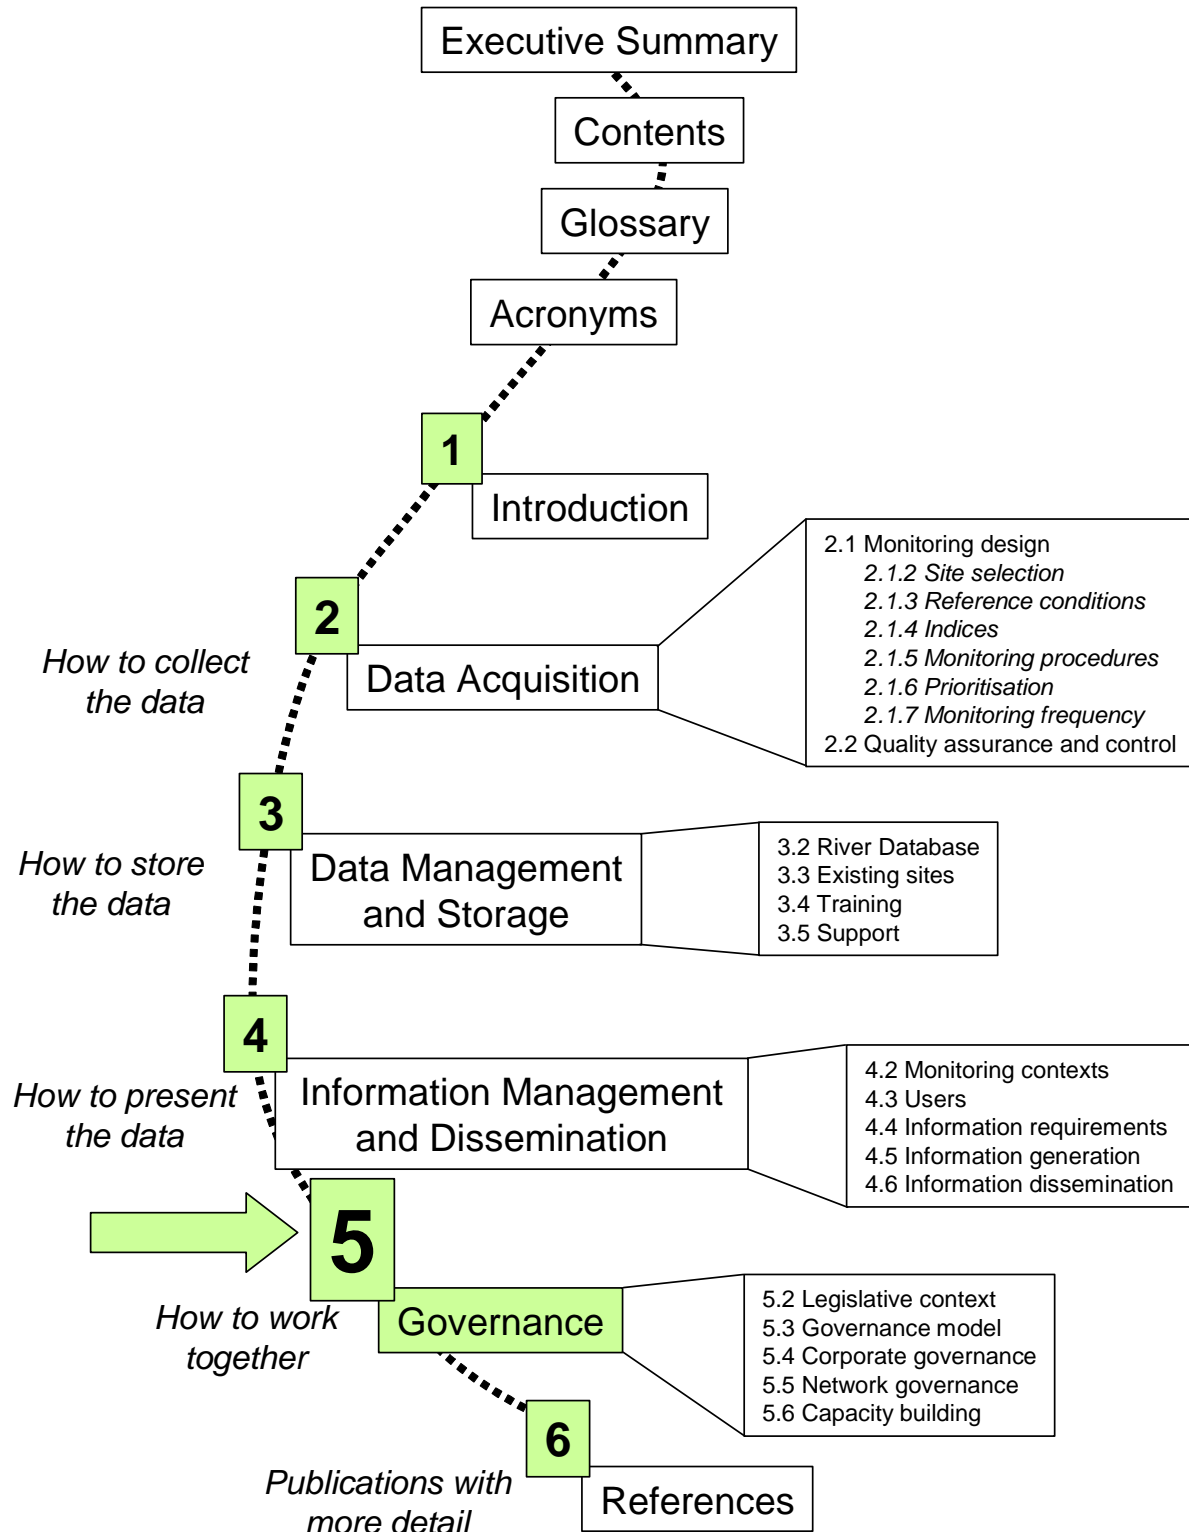 Executive Summary
Contents
Glossary
Acronyms
1
Introduction
2
Data Acquisition
How to collect
the data
2.1 Monitoring design
2.1.2 Site selection
2.1.3 Reference conditions
2.1.4 Indices
2.1.5 Monitoring procedures
2.1.6 Prioritisation
2.1.7 Monitoring frequency
2.2 Quality assurance and control
3
Data Management
and Storage
How to store
the data
3.2 River Database
3.3 Existing sites
3.4 Training
3.5 Support
4
Information Management
and Dissemination
How to present
the data
4.2 Monitoring contexts
4.3 Users
4.4 Information requirements
4.5 Information generation
4.6 Information dissemination
5
Governance
How to work
together
5.2 Legislative context
5.3 Governance model
5.4 Corporate governance
5.5 Network governance
5.6 Capacity building
6
References
Publications with
more detail